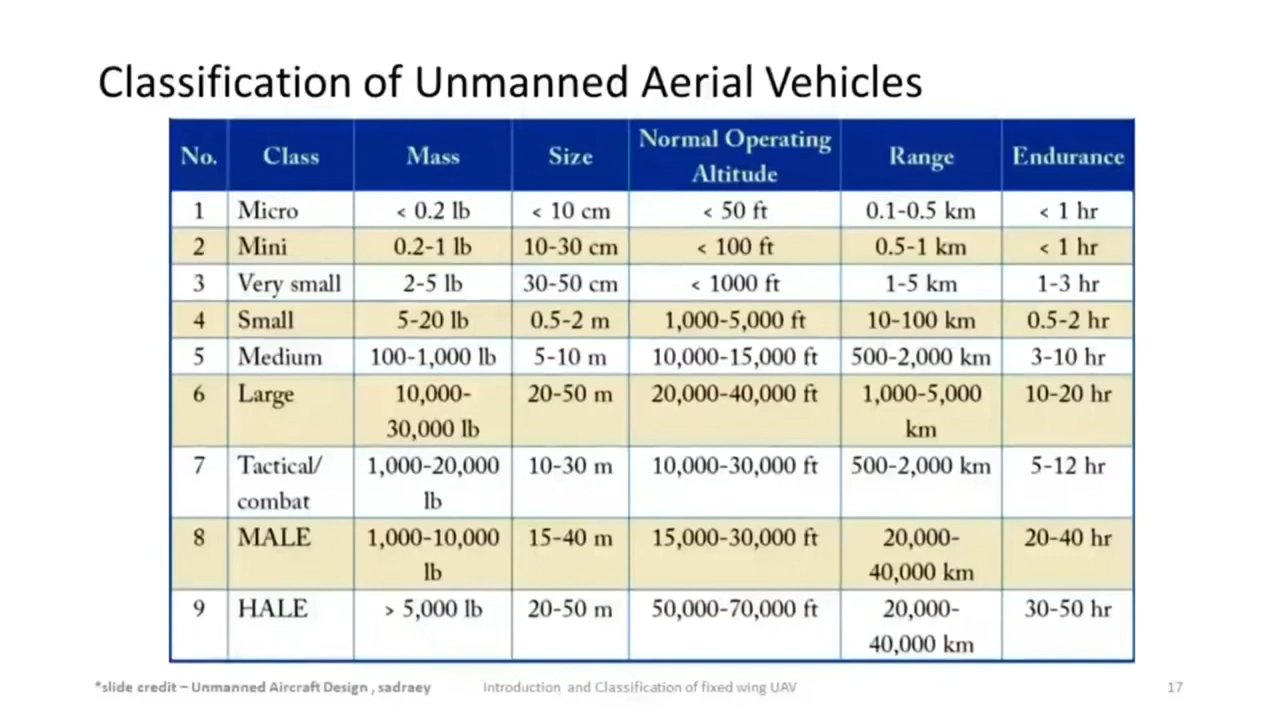 Classification of Unmanned Aerial Vehicles
No. Class Mass Size Normal Operating Altitude Range Endurance
1 Micro < 0.2 lb < 10 cm < 50 ft 0.1-0.5 km < 1 hr
2 Mini 0.2-1 lb 10-30 cm < 100 ft 0.5-1 km < 1 hr
3 Very small 2-5 lb 30-50 cm < 1000 ft 1-5 km 1-3 hr
4 Small 5-20 lb 0.5-2 m 1,000-5,000 ft 10-100 km 0.5-2 hr
5 Medium 100-1,000 lb 5-10 m 10,000-15,000 ft 500-2,000 km 3-10 hr
6 Large 10,000-30,000 lb 20-50 m 20,000-40,000 ft 1,000-5,000 km 10-20 hr
7 Tactical/combat 1,000-20,000 lb 10-30 m 10,000-30,000 ft 500-2,000 km 5-12 hr
8 MALE 1,000-10,000 lb 15-40 m 15,000-30,000 ft 20,000-40,000 km 20-40 hr
9 HALE > 5,000 lb 20-50 m 50,000-70,000 ft 20,000-40,000 km 30-50 hr
*slide credit – Unmanned Aircraft Design , sadraey Introduction and Classification of fixed wing UAV 17